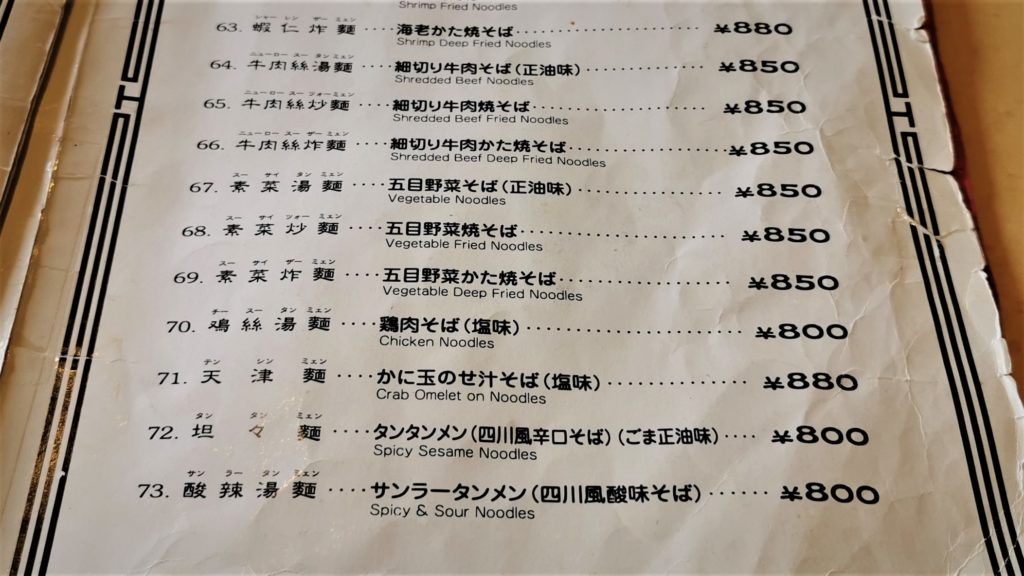 Shrimp Fried Noodles
シャー レン ザー ミェン
63. 蝦仁炸麵 ････ 海老かた焼そば ････････････････････ ¥880
Shrimp Deep Fried Noodles
ニューロー スー タン ミェン
64. 牛肉絲湯麵 ････ 細切り牛肉そば(正油味) ････････････ ¥850
Shredded Beef Noodles
ニューロー スー ツォー ミェン
65. 牛肉絲炒麵 ････ 細切り牛肉焼そば ････････････････････ ¥850
Shredded Beef Fried Noodles
ニューロー スー ザー ミェン
66. 牛肉絲炸麵 ････ 細切り牛肉かた焼そば ････････････････ ¥850
Shredded Beef Deep Fried Noodles
スー サイ タン ミェン
67. 素菜湯麵 ････ 五目野菜そば(正油味) ････････････････ ¥850
Vegetable Noodles
スー サイ ツォー ミェン
68. 素菜炒麵 ････ 五目野菜焼そば ････････････････････ ¥850
Vegetable Fried Noodles
スー サイ ザー ミェン
69. 素菜炸麵 ････ 五目野菜かた焼そば ････････････････ ¥850
Vegetable Deep Fried Noodles
チー スー タン ミェン
70. 鶏絲湯麵 ････ 鶏肉そば(塩味) ････････････････････ ¥800
Chicken Noodles
テン シン ミェン
71. 天津麵 ････ かに玉のせ汁そば(塩味) ･･････････････ ¥880
Crab Omelet on Noodles
タン タン ミェン
72. 坦々麵 ････ タンタンメン(四川風辛口そば)(ごま正油味) ････ ¥800
Spicy Sesame Noodles
サン ラー タン ミェン
73. 酸辣湯麵 ････ サンラータンメン(四川風酸味そば) ･･････ ¥800
Spicy & Sour Noodles